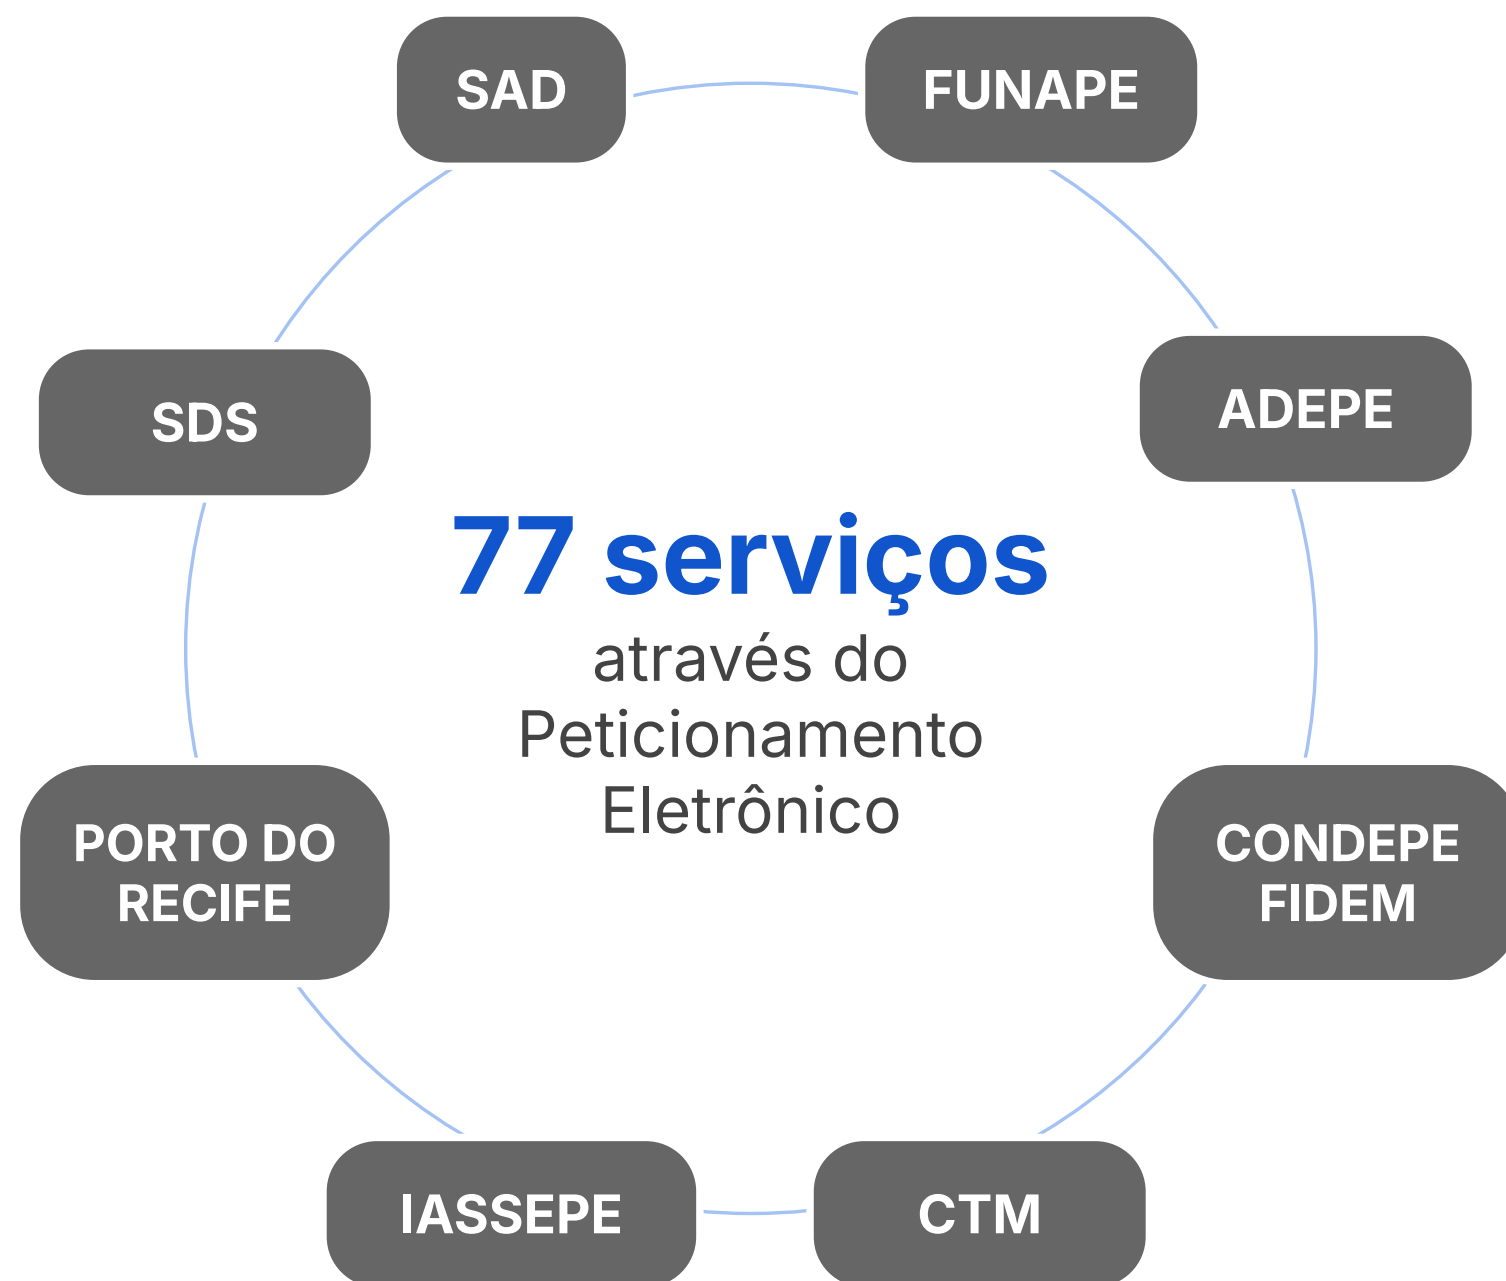 SAD
FUNAPE
SDS
ADEPE
77 serviços
através do
Peticionamento
Eletrônico
PORTO DO
RECIFE
CONDEPE
FIDEM
IASSEPE
CTM